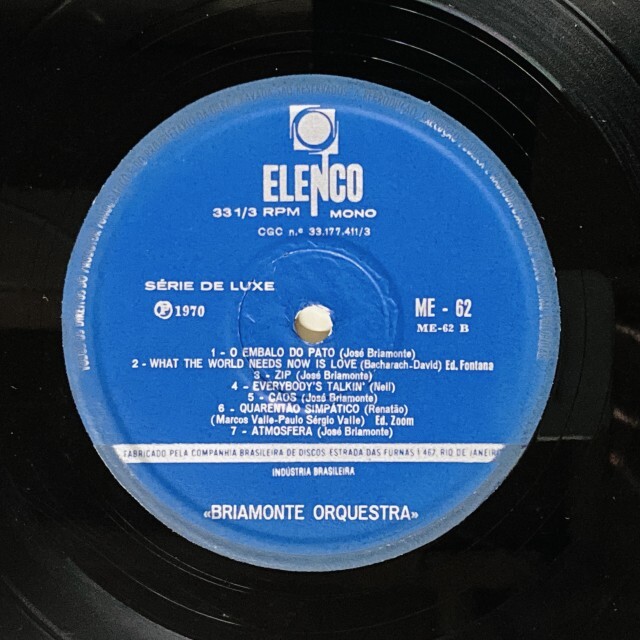 ELENCO
33 1/3 RPM MONO
CGC n.º 33.177.411/3
SÉRIE DE LUXE
Ⓟ 1970
ME - 62
ME-62 B
1 - O EMBALO DO PATO (José Briamonte)
2 - WHAT THE WORLD NEEDS NOW IS LOVE (Bacharach-David) Ed. Fontana
3 - ZIP (José Briamonte)
4 - EVERYBODY'S TALKIN' (Neil)
5 - CAOS (José Briamonte)
6 - QUARENTÃO SIMPÁTICO (Renatão)
(Marcos Valle-Paulo Sérgio Valle) Ed. Zoom
7 - ATMOSFERA (José Briamonte)
FABRICADO PELA COMPANHIA BRASILEIRA DE DISCOS. ESTRADA DAS FURNAS 1.467, RIO DE JANEIRO
INDÚSTRIA BRASILEIRA
«BRIAMONTE ORQUESTRA»